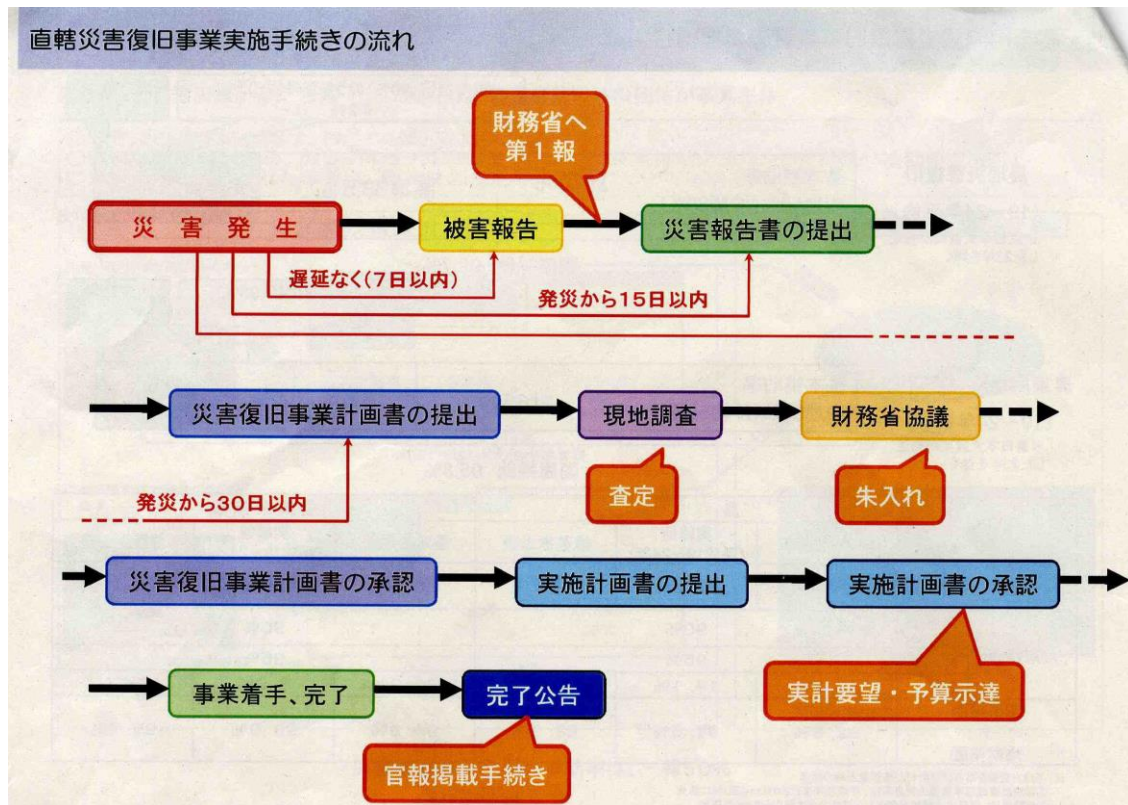 直轄災害復旧事業実施手続きの流れ
財務省へ
第1報
災害発生
被害報告
災害報告書の提出
遅延なく(7日以内)
発災から15日以内
災害復旧事業計画書の提出
現地調査
財務省協議
発災から30日以内
査定
朱入れ
災害復旧事業計画書の承認
実施計画書の提出
実施計画書の承認
実計要望・予算示達
事業着手、完了
完了公告
官報掲載手続き